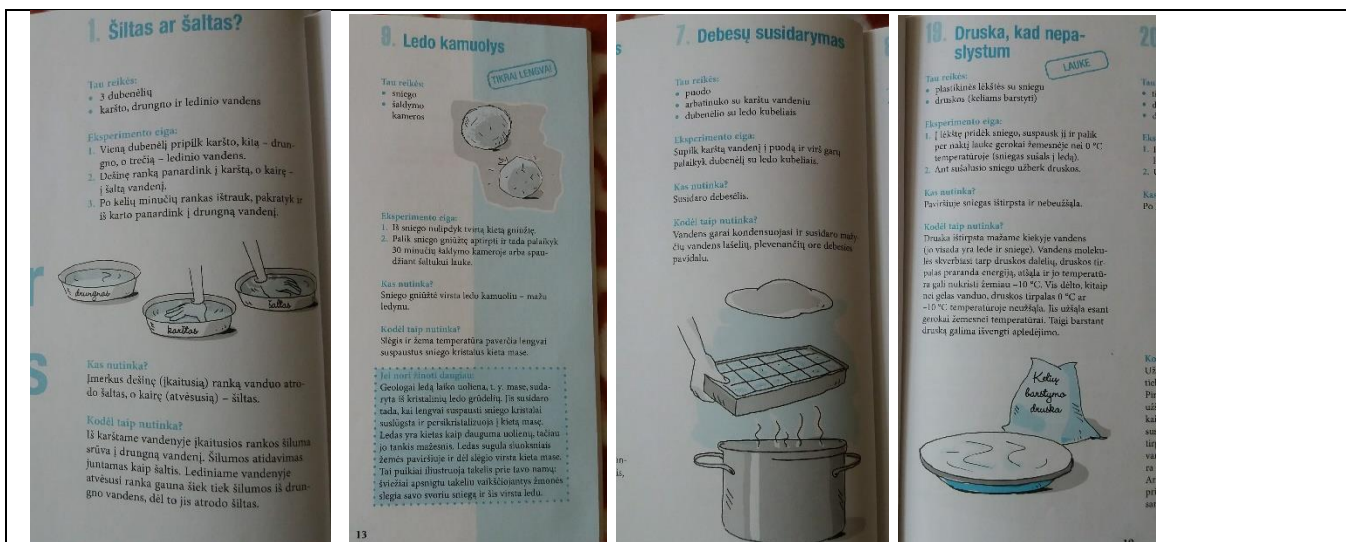 1. Šiltas ar šaltas?
Tau reikės:
• 3 dubenėlių
• karšto, drungno ir ledinio vandens
Eksperimento eiga:
1. Vieną dubenėlį pripilk karšto, kitą – drun-
gno, o trečią – ledinio vandens.
2. Dešinę ranką panardink į karštą, o kairę –
į šaltą vandenį.
3. Po kelių minučių rankas ištrauk, pakratyk ir
iš karto panardink į drungną vandenį.
drungnas
karštas
šaltas
Kas nutinka?
Įmerkus dešinę (įkaitusią) ranką vanduo atro-
do šaltas, o kairę (atvėsusią) – šiltas.
Kodėl taip nutinka?
Iš karštame vandenyje įkaitusios rankos šiluma
srūva į drungną vandenį. Šilumos atidavimas
juntamas kaip šaltis. Lediniame vandenyje
atvėsusi ranka gauna šiek tiek šilumos iš drun-
gno vandens, dėl to jis atrodo šiltas.
9. Ledo kamuolys
TIKRAI LENGVA!
Tau reikės:
• sniego
• šaldymo
kameros
Eksperimento eiga:
1. Iš sniego nulipdyk tvirtą kietą gniūžtę.
2. Palik sniego gniūžtę aptirpti ir tada palaikyk
30 minučių šaldymo kameroje arba spau-
džiant šaltukui lauke.
Kas nutinka?
Sniego gniūžtė virsta ledo kamuoliu – mažu
ledynu.
Kodėl taip nutinka?
Slėgis ir žema temperatūra paverčia lengvai
suspaustus sniego kristalus kieta mase.
Jei nori žinoti daugiau:
Geologai ledą laiko uoliena, t. y. mase, suda-
ryta iš kristalinių ledo grūdelių. Jis susidaro
tada, kai lengvai suspausti sniego kristalai
suslūgsta ir persikristalizuoja į kietą masę.
Ledas yra kietas kaip dauguma uolienų, tačiau
jo tankis mažesnis. Ledas sugula sluoksniais
žemės paviršiuje ir dėl slėgio virsta kieta mase.
Tai puikiai iliustruoja takelis prie tavo namų:
šviežiai apsnigtu takeliu vaikščiojantys žmonės
slegia savo svoriu sniegą ir šis virsta ledu.
13
7. Debesų susidarymas
Tau reikės:
• puodo
• arbatinuko su karštu vandeniu
• dubenėlio su ledo kubeliais
Eksperimento eiga:
Supilk karštą vandenį į puodą ir virš garų
palaikyk dubenėlį su ledo kubeliais.
Kas nutinka?
Susidaro debesėlis.
Kodėl taip nutinka?
Vandens garai kondensuojasi ir susidaro mažy
čių vandens lašelių, plevenančių ore debesies
pavidalu.
19. Druska, kad nepa-
slystum
LAUKE
Tau reikės:
• plastikinės lėkštės su sniegu
• druskos (keliams barstyti)
Eksperimento eiga:
1. Į lėkštę pridėk sniego, suspausk jį ir palik
per naktį lauke gerokai žemesnėje nei 0 °C
temperatūroje (sniegas sušals į ledą).
2. Ant sušalusio sniego užberk druskos.
Kas nutinka?
Paviršiuje sniegas ištirpsta ir nebeužšąla.
Kodėl taip nutinka?
Druska ištirpsta mažame kiekyje vandens
(jo visada yra lede ir sniege). Vandens moleku-
lės skverbiasi tarp druskos dalelių, druskos tir-
palas praranda energiją, atšąla ir jo temperatū-
ra gali nukristi žemiau –10 °C. Vis dėlto, kitaip
nei gėlas vanduo, druskos tirpalas 0 °C ar
–10 °C temperatūroje neužšąla. Jis užšąla esant
gerokai žemesnei temperatūrai. Taigi barstant
druską galima išvengti apledėjimo.
Kelių
barstymo
druska
20